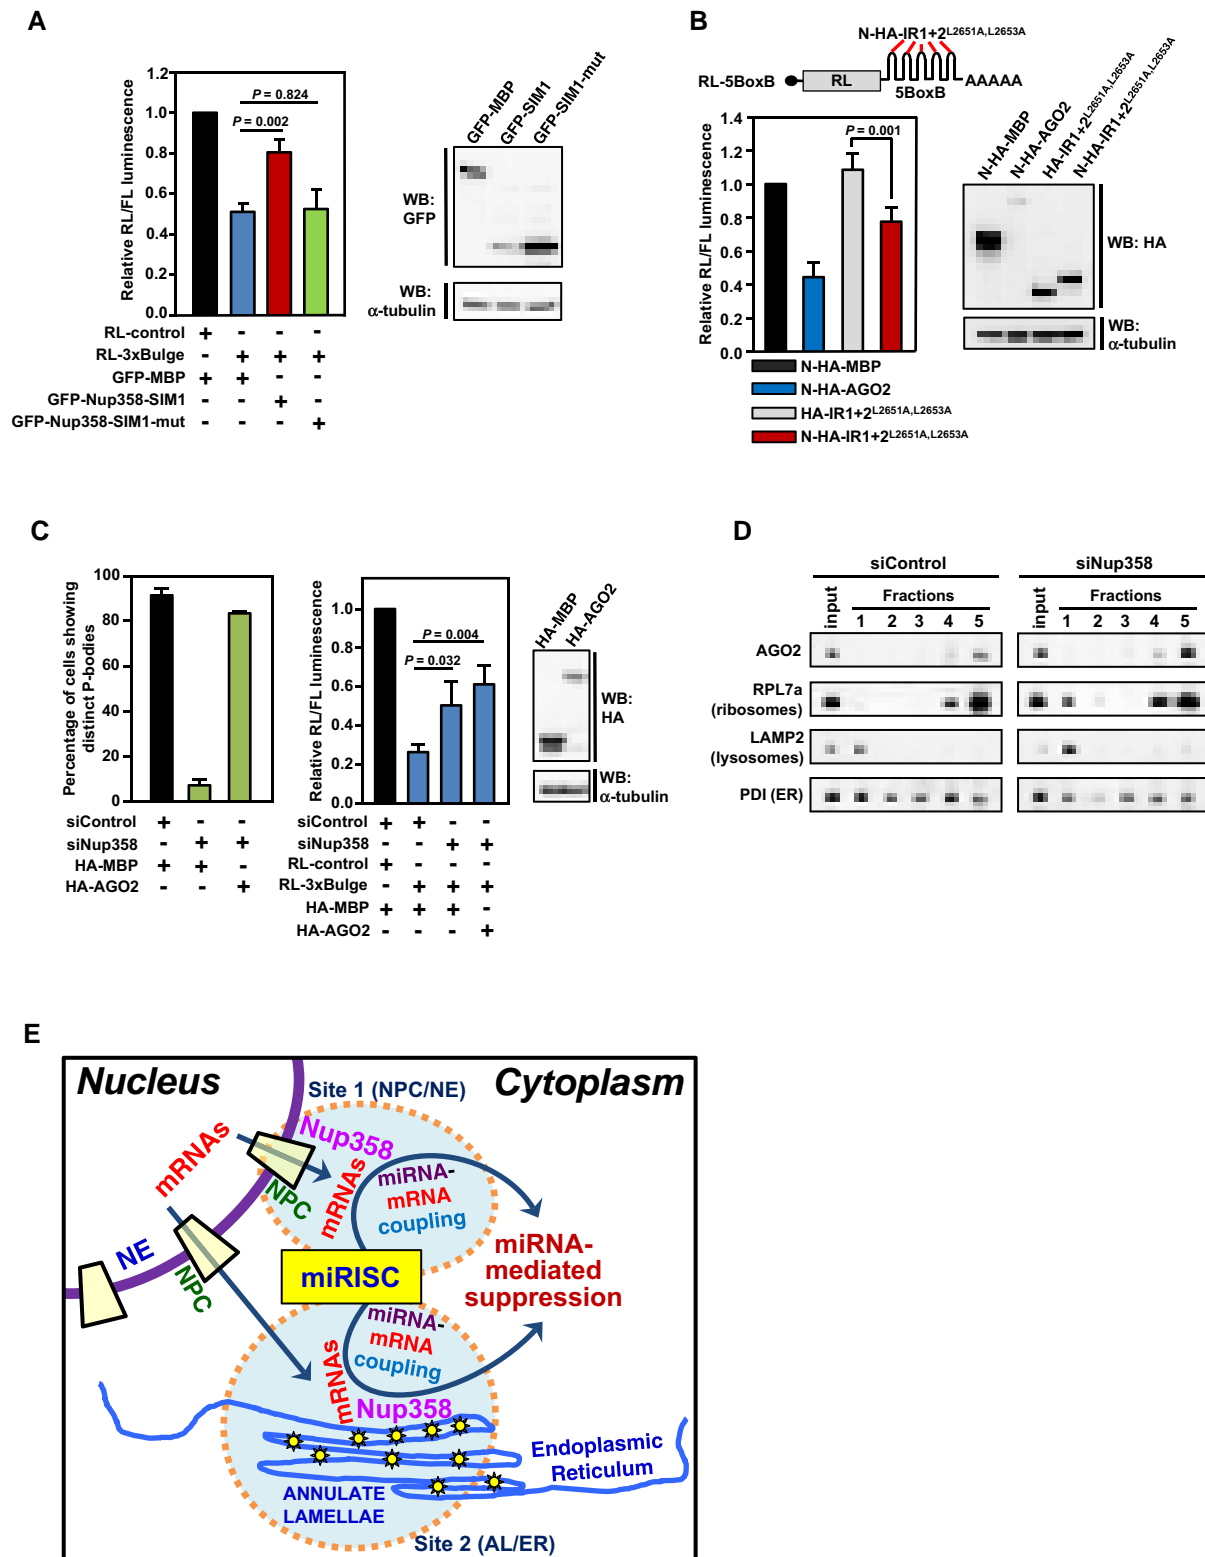 A
Relative RL/FL luminescence
1.2
1.0
0.8
0.6
0.4
0.2
0.0
P = 0.824
P = 0.002
RL-control + - - -
RL-3xBulge - + + +
GFP-MBP + + - -
GFP-Nup358-SIM1 - - + -
GFP-Nup358-SIM1-mut - - - +
GFP-MBP
GFP-SIM1
GFP-SIM1-mut
WB:
GFP
WB:
α-tubulin
B
N-HA-IR1+2L2651A,L2653A
RL-5BoxB
RL
AAAAA
5BoxB
Relative RL/FL luminescence
1.4
1.2
1.0
0.8
0.6
0.4
0.2
0.0
P = 0.001
N-HA-MBP
N-HA-AGO2
HA-IR1+2L2651A,L2653A
N-HA-IR1+2L2651A,L2653A
N-HA-MBP
N-HA-AGO2
HA-IR1+2L2651A,L2653A
N-HA-IR1+2L2651A,L2653A
WB: HA
WB:
α-tubulin
C
Percentage of cells showing
distinct P-bodies
100
80
60
40
20
0
siControl + - -
siNup358 - + +
HA-MBP + + -
HA-AGO2 - - +
Relative RL/FL luminescence
1.0
0.8
0.6
0.4
0.2
0.0
P = 0.004
P = 0.032
siControl + + - -
siNup358 - - + +
RL-control + - - -
RL-3xBulge - + + +
HA-MBP + + + -
HA-AGO2 - - - +
HA-MBP
HA-AGO2
WB:
HA
WB:
α-tubulin
D
siControl
siNup358
input
Fractions
1 2 3 4 5
input
Fractions
1 2 3 4 5
AGO2
RPL7a
(ribosomes)
LAMP2
(lysosomes)
PDI (ER)
E
Nucleus
Cytoplasm
Site 1 (NPC/NE)
mRNAs
Nup358
NPC
mRNAs
miRNA-
mRNA
coupling
NE
NPC
miRISC
miRNA-
mediated
suppression
miRNA-
mRNA
coupling
mRNAs
Nup358
Endoplasmic
Reticulum
ANNULATE
LAMELLAE
Site 2 (AL/ER)